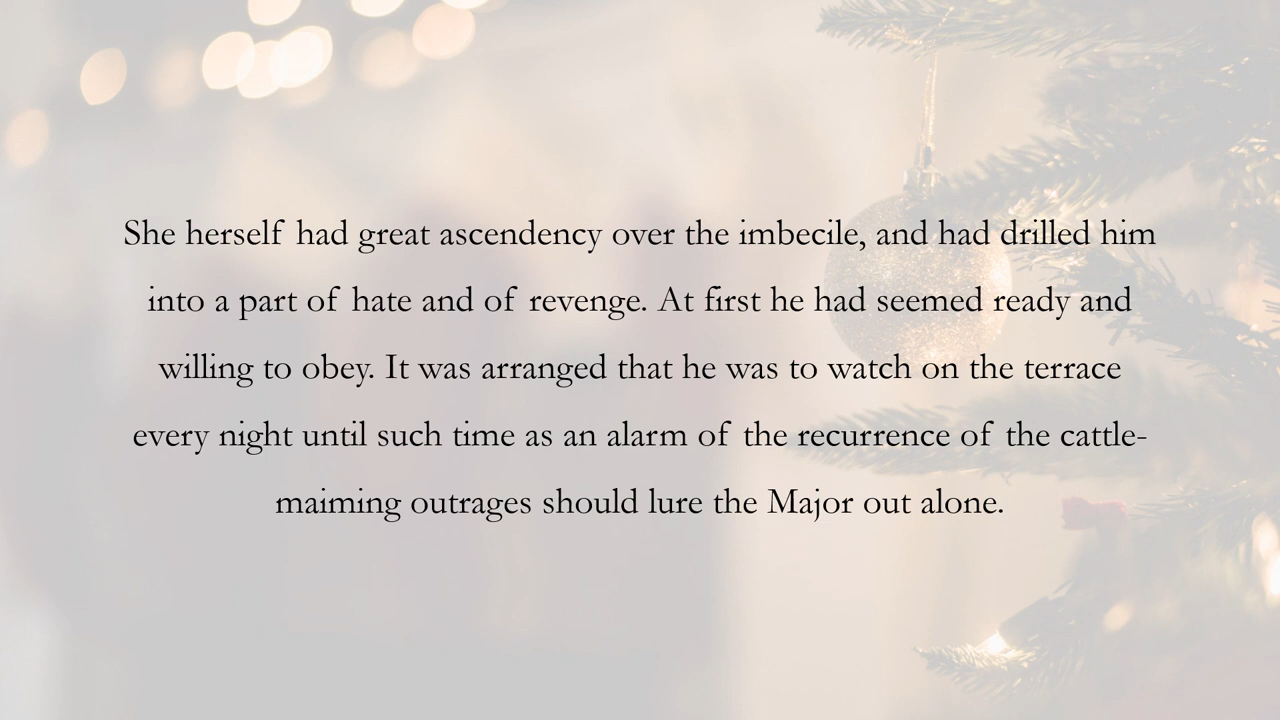 She herself had great ascendency over the imbecile, and had drilled him
into a part of hate and of revenge. At first he had seemed ready and
willing to obey. It was arranged that he was to watch on the terrace
every night until such time as an alarm of the recurrence of the cattle-
maiming outrages should lure the Major out alone.